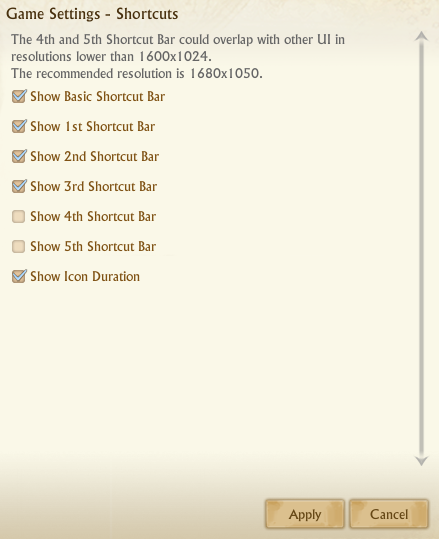 Game Settings - Shortcuts
The 4th and 5th Shortcut Bar could overlap with other UI in
resolutions lower than 1600x1024.
The recommended resolution is 1680x1050.
Show Basic Shortcut Bar
Show 1st Shortcut Bar
Show 2nd Shortcut Bar
Show 3rd Shortcut Bar
Show 4th Shortcut Bar
Show 5th Shortcut Bar
Show Icon Duration
Apply Cancel